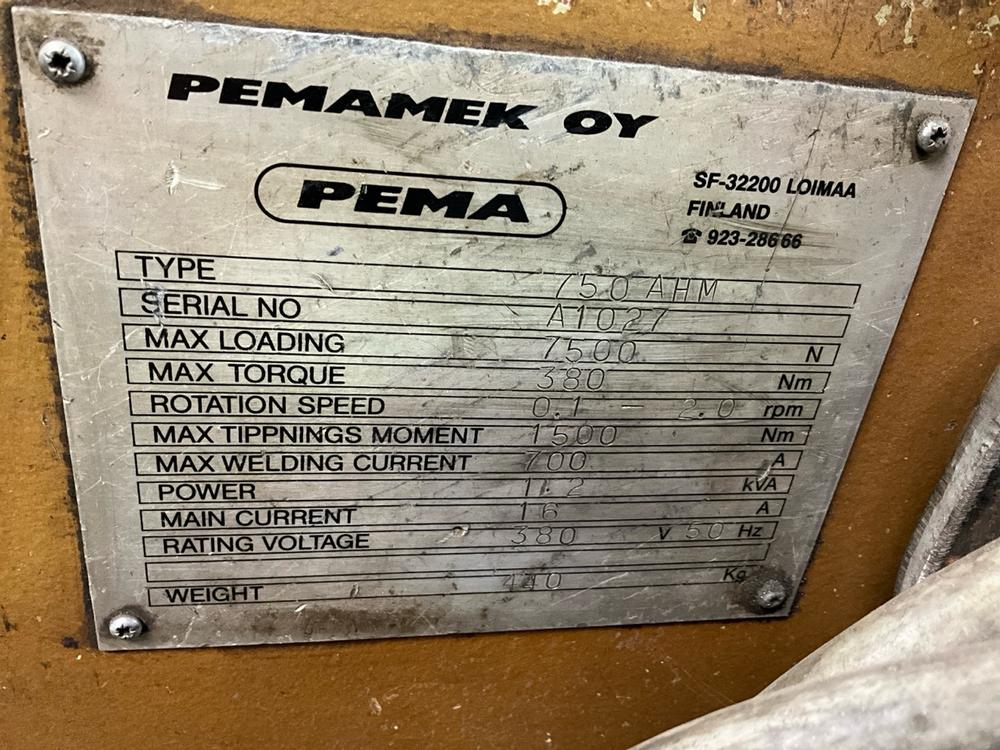 PEMAMEK OY
PEMA
SF-32200 LOIMAA
FINLAND
☎ 923-28666
TYPE 750 AHM
SERIAL NO A1027
MAX LOADING 7500 N
MAX TORQUE 380 Nm
ROTATION SPEED 0.1 – 2.0 rpm
MAX TIPPNINGS MOMENT 1500 Nm
MAX WELDING CURRENT 700 A
POWER 1.2 kVA
MAIN CURRENT 16 A
RATING VOLTAGE 380 V 50 Hz
WEIGHT 440 Kg